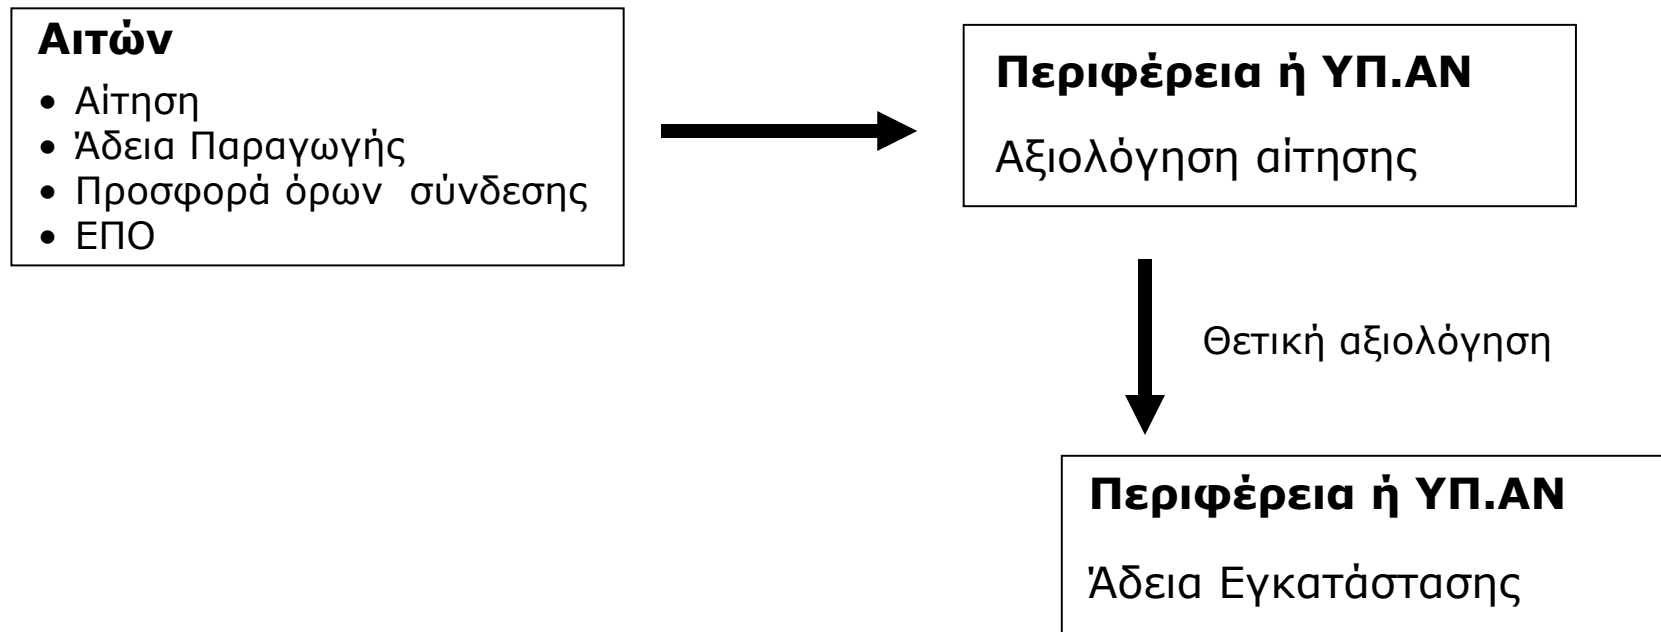 Αιτών
• Αίτηση
• Άδεια Παραγωγής
• Προσφορά όρων σύνδεσης
• ΕΠΟ
Περιφέρεια ή ΥΠ.ΑΝ
Αξιολόγηση αίτησης
Θετική αξιολόγηση
Περιφέρεια ή ΥΠ.ΑΝ
Άδεια Εγκατάστασης